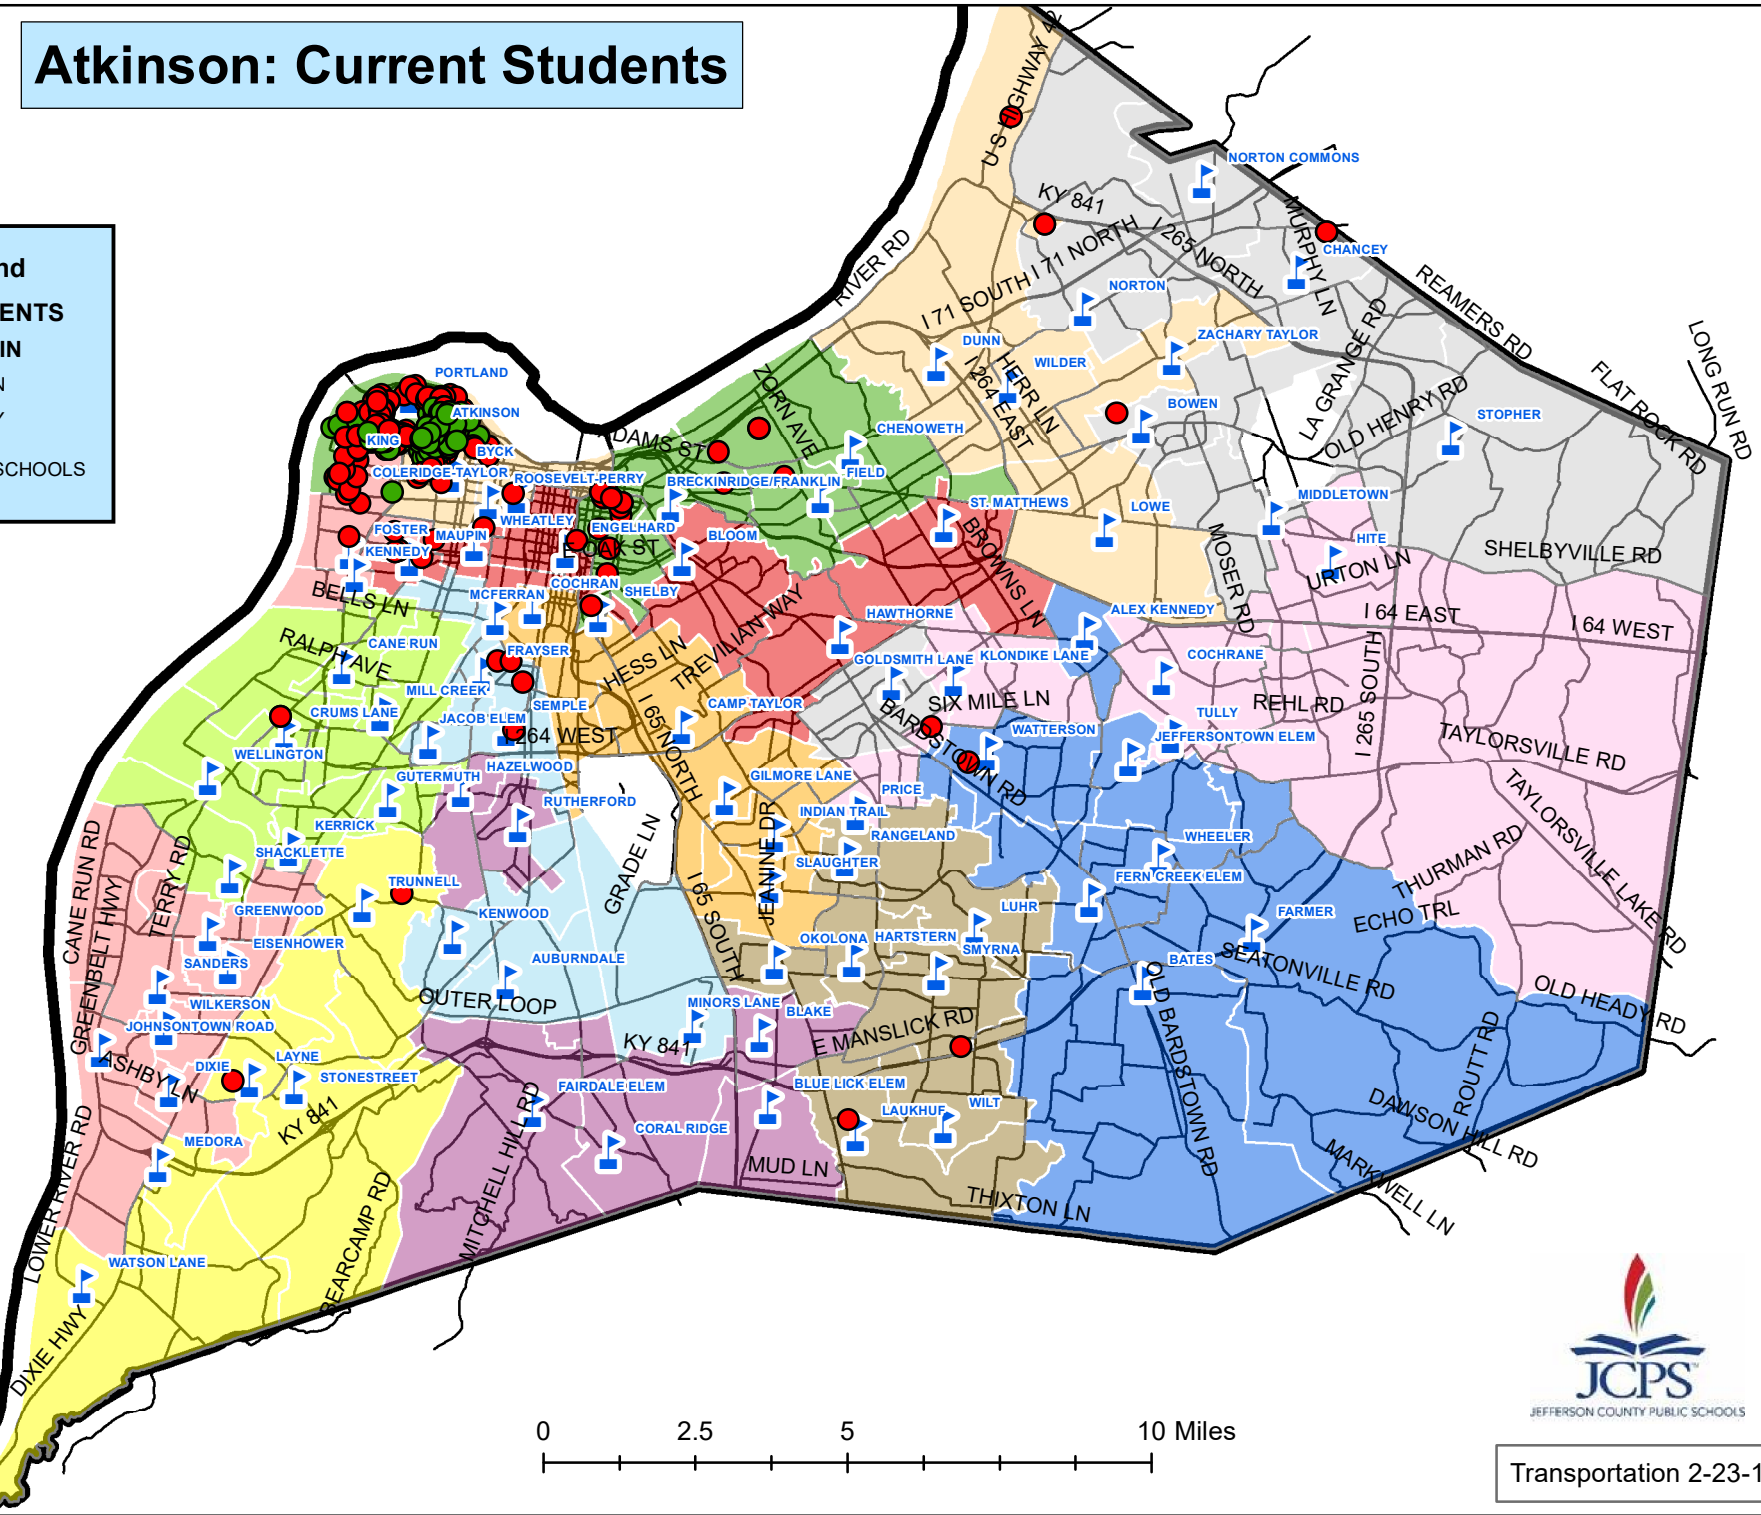 Atkinson: Current Students
nd
ENTS
IN
N
Y
SCHOOLS
U S HIGHWAY 42
NORTON COMMONS
KY 841
I 265 NORTH
MURPHY LN
CHANCEY
RIVER RD
I 71 NORTH
I 71 SOUTH
REAMERS RD
NORTON
LONG RUN RD
LA GRANGE RD
ZACHARY TAYLOR
DUNN
HERR LN
WILDER
I 264 EAST
FLAT ROCK RD
PORTLAND
ZORN AVE
OLD HENRY RD
BOWEN
STOPHER
ATKINSON
KING
ADAMS ST
CHENOWETH
BYCK
COLERIDGE-TAYLOR
ROOSEVELT-PERRY
BRECKINRIDGE/FRANKLIN
FIELD
MIDDLETOWN
ST. MATTHEWS
LOWE
WHEATLEY
ENGELHARD
FOSTER
MAUPIN
BLOOM
BROWNS LN
MOSER RD
HITE
KENNEDY
E OAK ST
SHELBYVILLE RD
URTON LN
BELLS LN
COCHRAN
MCFERRAN
SHELBY
TREVILIAN WAY
HAWTHORNE
ALEX KENNEDY
I 64 EAST
I 64 WEST
RALPH AVE
CANE RUN
FRAYSER
HESS LN
GOLDSMITH LANE
KLONDIKE LANE
COCHRANE
I 265 SOUTH
MILL CREEK
I 65 NORTH
SEMPLE
CAMP TAYLOR
SIX MILE LN
REHL RD
CRUMS LANE
JACOB ELEM
BARDSTOWN RD
TULLY
I 264 WEST
WATTERSON
JEFFERSONTOWN ELEM
TAYLORSVILLE RD
WELLINGTON
HAZELWOOD
GUTERMUTH
GILMORE LANE
PRICE
TAYLORSVILLE LAKE RD
RUTHERFORD
INDIAN TRAIL
KERRICK
JEANINE DR
RANGELAND
WHEELER
GRADE LN
SHACKLETTE
SLAUGHTER
THURMAN RD
CANE RUN RD
TERRY RD
TRUNNELL
I 65 SOUTH
FERN CREEK ELEM
GREENBELT HWY
GREENWOOD
KENWOOD
LUHR
FARMER
ECHO TRL
EISENHOWER
OKOLONA
HARTSTERN
SMYRNA
SANDERS
AUBURNDALE
BATES
SEATONVILLE RD
WILKERSON
OUTER LOOP
MINORS LANE
BLAKE
OLD HEADY RD
JOHNSONTOWN ROAD
E MANSLICK RD
KY 841
OLD BARDSTOWN RD
ROUTT RD
ASHBY LN
DIXIE
LAYNE
STONESTREET
FAIRDALE ELEM
BLUE LICK ELEM
LAUKHUF
WILT
DAWSON HILL RD
KY 841
CORAL RIDGE
MEDORA
MITCHELL HILL RD
MUD LN
MARKWELL LN
LOWER RIVER RD
THIXTON LN
BEARCAMP RD
WATSON LANE
DIXIE HWY
JCPS
JEFFERSON COUNTY PUBLIC SCHOOLS
0 2.5 5 10 Miles
Transportation 2-23-1